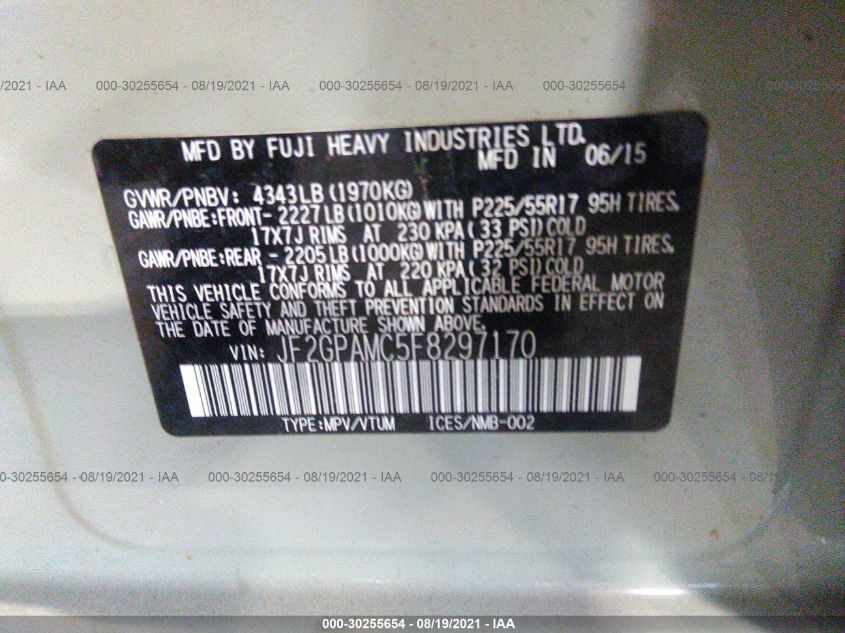 /2021 - IAA 000-30255654 - 08/19/2021 - IAA 000-30255654 - 08/19/2021 - IAA 000-30255654
MFD BY FUJI HEAVY INDUSTRIES LTD.
MFD IN 06/15
GVWR/PNBV: 4343LB(1970KG)
GAWR/PNBE:FRONT- 2227LB(1010KG)WITH P225/55R17 95H TIRES,
17X7J RIMS AT 230 KPA(33 PSI)COLD
GAWR/PNBE:REAR - 2205LB(1000KG)WITH P225/55R17 95H TIRES,
17X7J RIMS AT 220 KPA(32 PSI)COLD
THIS VEHICLE CONFORMS TO ALL APPLICABLE FEDERAL MOTOR
VEHICLE SAFETY AND THEFT PREVENTION STANDARDS IN EFFECT ON
THE DATE OF MANUFACTURE SHOWN ABOVE.
VIN: JF2GPAMC5F8297170
TYPE:MPV/VTUM ICES/NMB-002
00-30255654 - 08/19/2021 - IAA 000-30255654 - 08/19/2021 - IAA 000-30255654 - 08/19/2021 - IAA 000-30255654
000-30255654 - 08/19/2021 - IAA